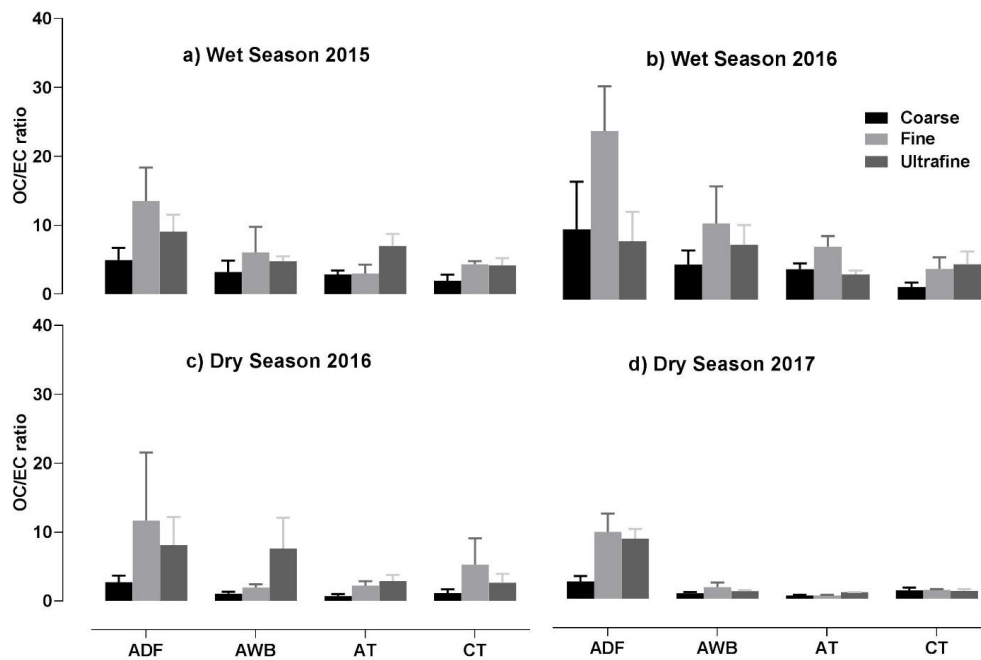 40
30
20
10
0
OC/EC ratio
a) Wet Season 2015
b) Wet Season 2016
Coarse
Fine
Ultrafine
40
30
20
10
0
OC/EC ratio
c) Dry Season 2016
d) Dry Season 2017
ADF AWB AT CT ADF AWB AT CT